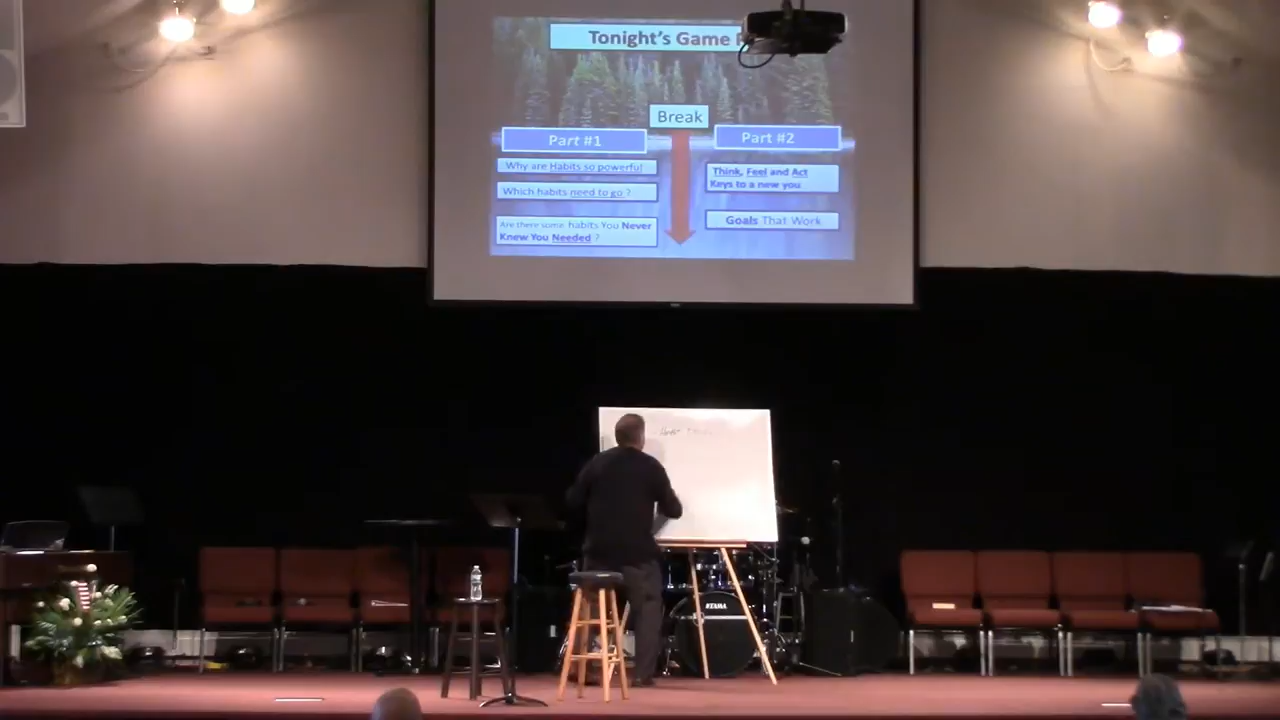 Tonight's Game
Break
Part #1
Why are Habits so powerful
Which habits need to go ?
Are there some habits You Never
Knew You Needed ?
Part #2
Think, Feel and Act
Keys to a new you
Goals That Work
TAMA